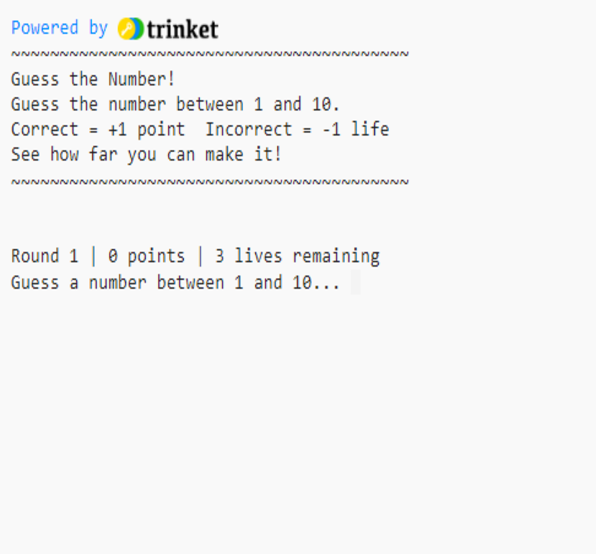 Powered by trinket
~~~~~~~~~~~~~~~~~~~~~~~~~~~~~~~~~~~~~~~~~
Guess the Number!
Guess the number between 1 and 10.
Correct = +1 point  Incorrect = -1 life
See how far you can make it!
~~~~~~~~~~~~~~~~~~~~~~~~~~~~~~~~~~~~~~~~~
Round 1 | 0 points | 3 lives remaining
Guess a number between 1 and 10...